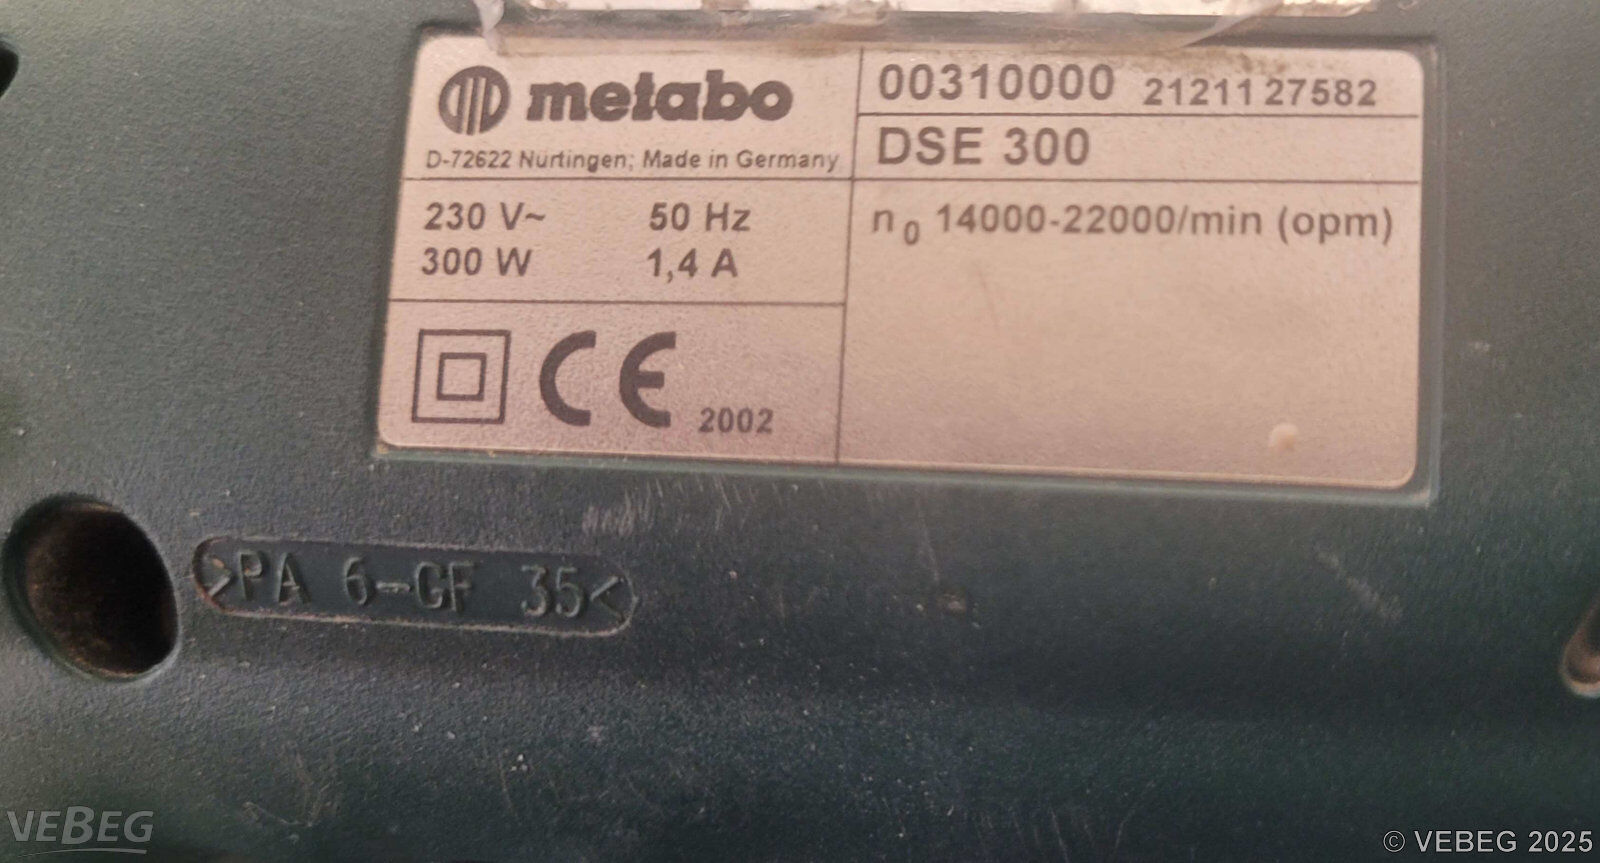 metabo
D-72622 Nürtingen; Made in Germany
00310000 2121127582
DSE 300
230 V~ 50 Hz
300 W 1,4 A
n0 14000-22000/min (opm)
CE 2002
>PA 6-GF 35<
VEBEG
© VEBEG 2025